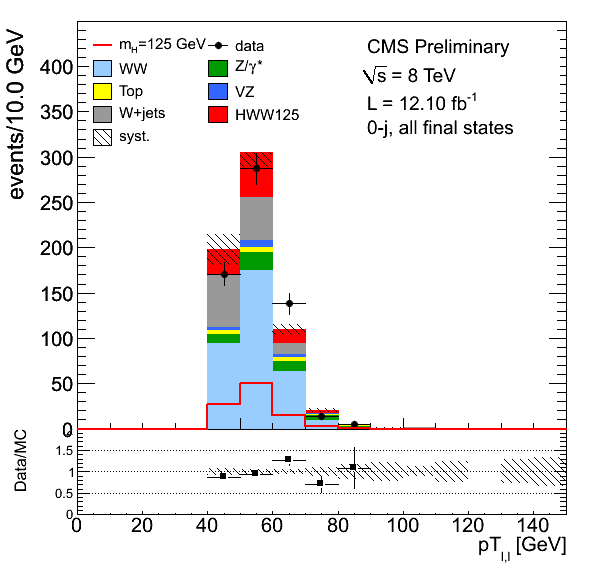 events/10.0 GeV
m_H=125 GeV
data
WW
Z/γ*
Top
VZ
W+jets
HWW125
syst.
CMS Preliminary
√s = 8 TeV
L = 12.10 fb⁻¹
0-j, all final states
400
350
300
250
200
150
100
50
0
Data/MC
1.5
1
0.5
0
0 20 40 60 80 100 120 140
pT_l,l [GeV]